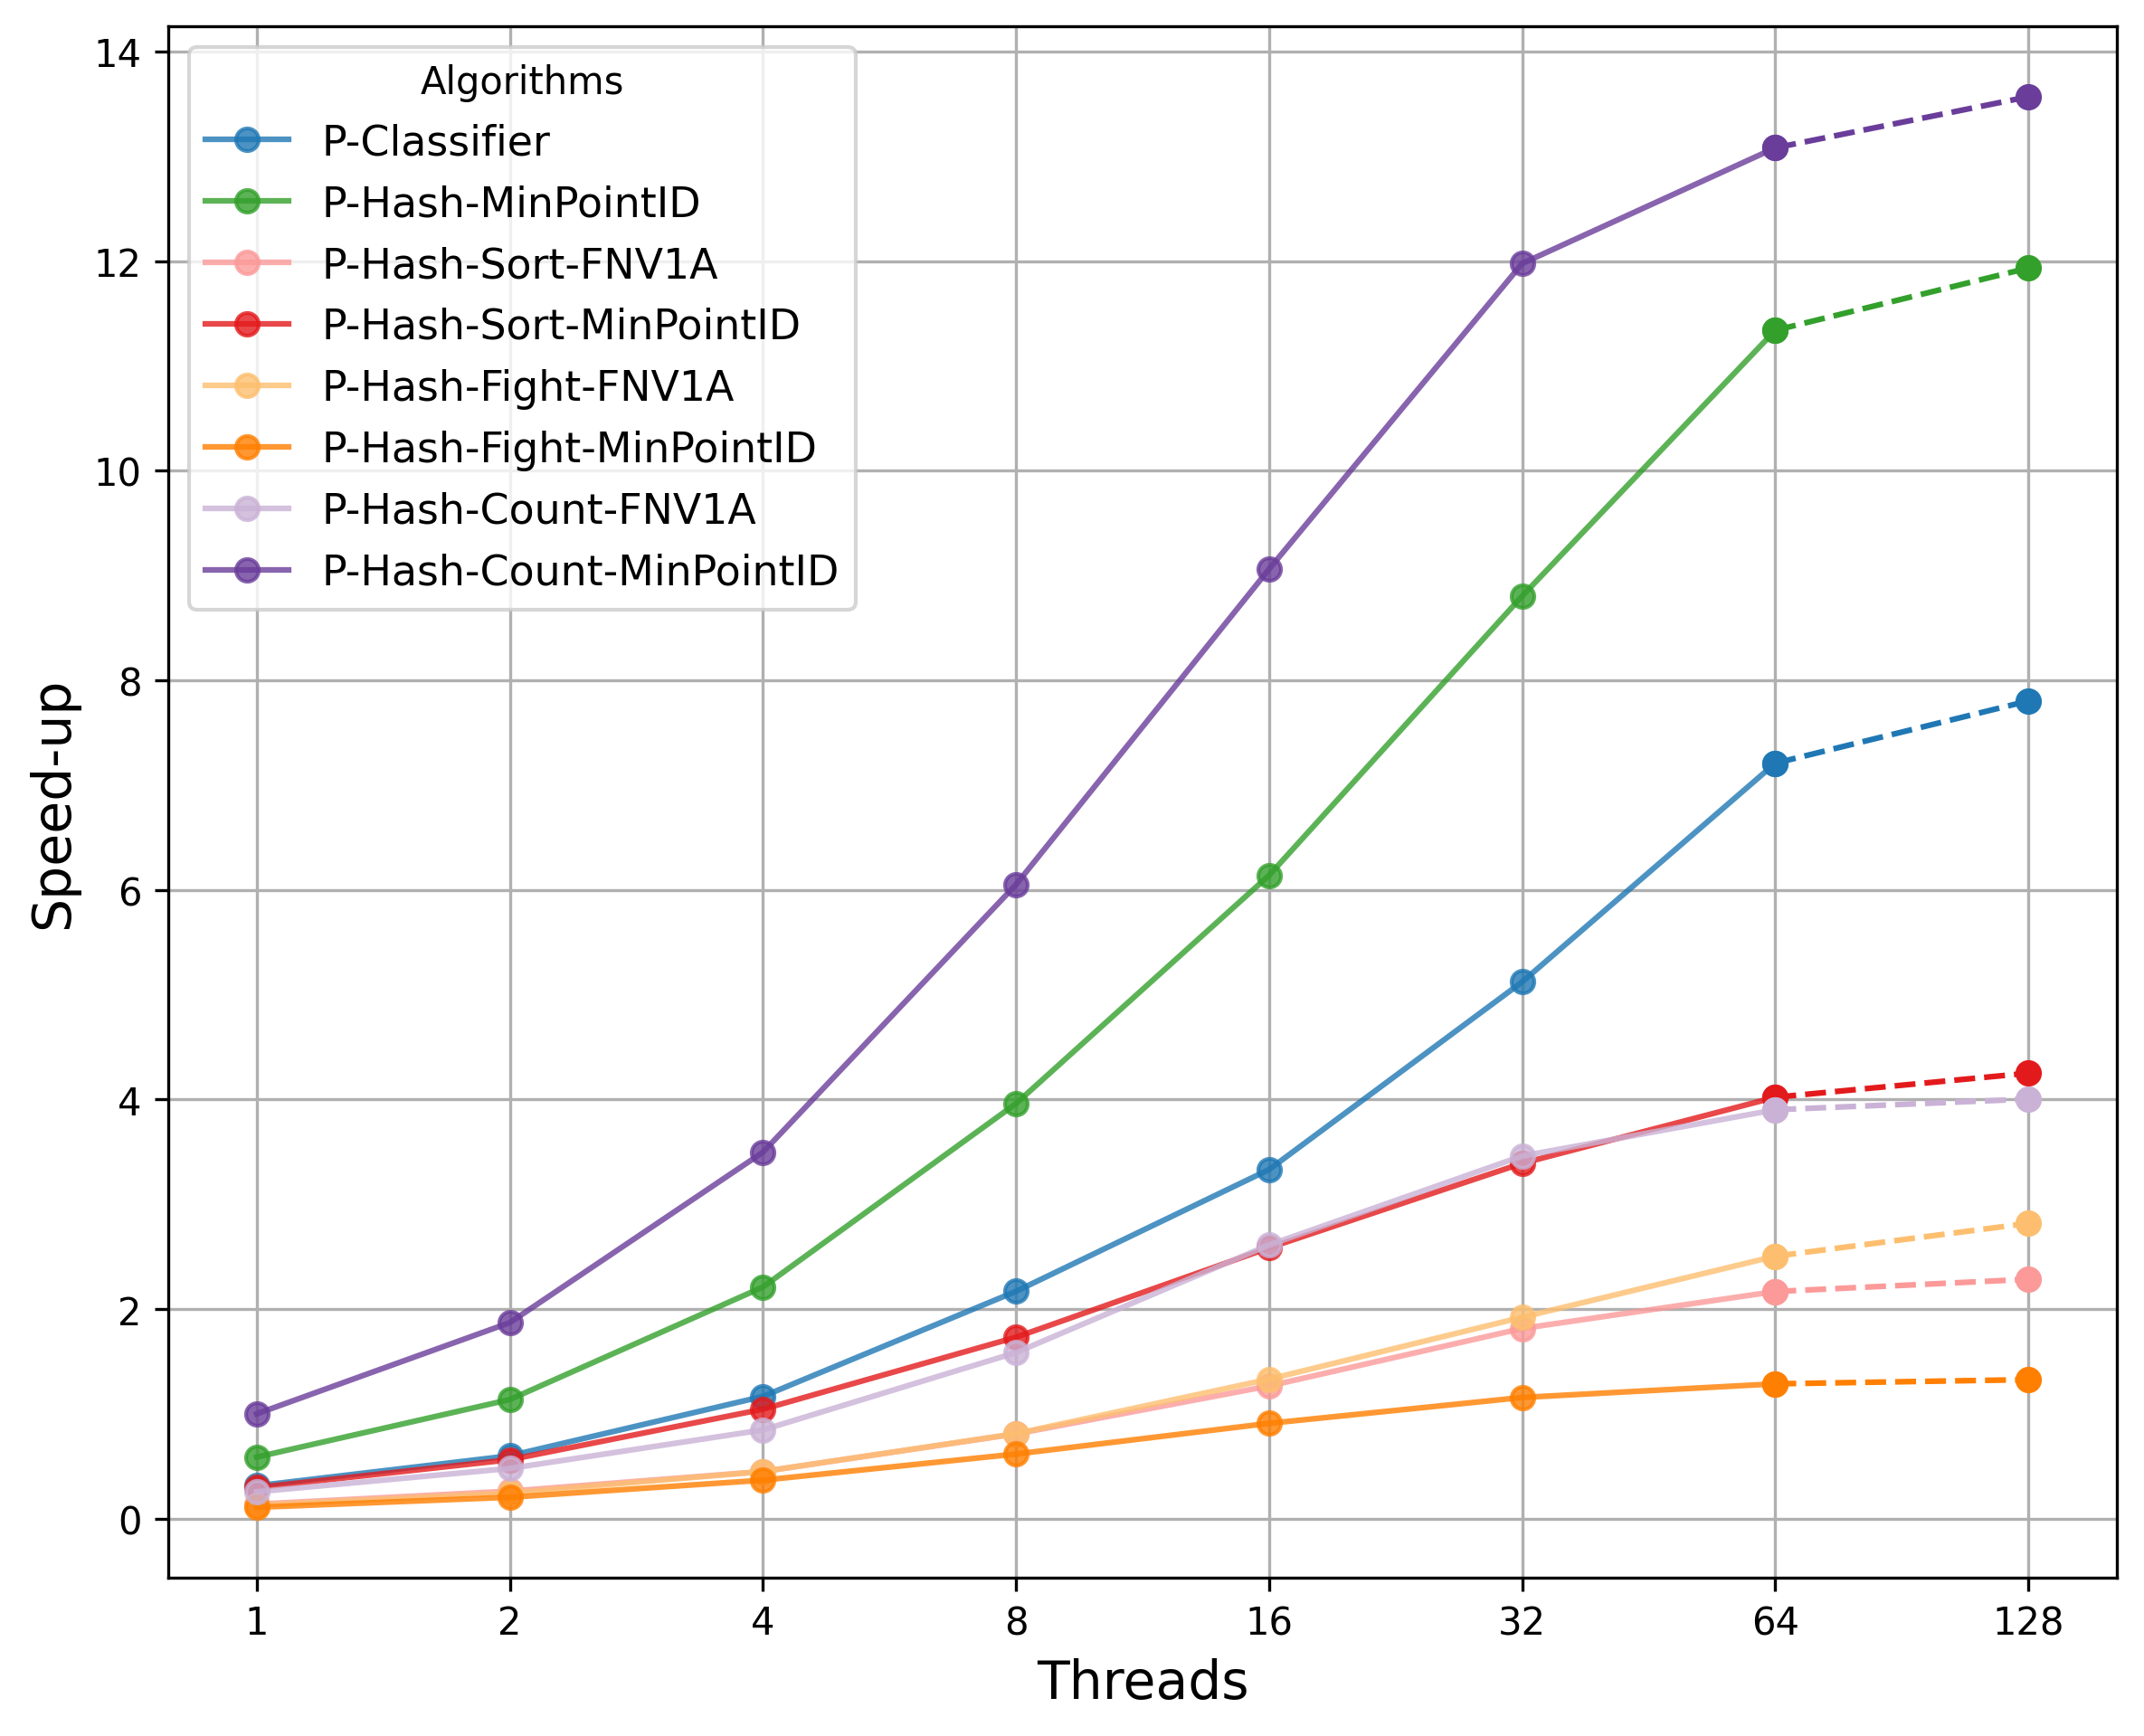 Algorithms
P-Classifier
P-Hash-MinPointID
P-Hash-Sort-FNV1A
P-Hash-Sort-MinPointID
P-Hash-Fight-FNV1A
P-Hash-Fight-MinPointID
P-Hash-Count-FNV1A
P-Hash-Count-MinPointID
Speed-up
14
12
10
8
6
4
2
0
1 2 4 8 16 32 64 128
Threads